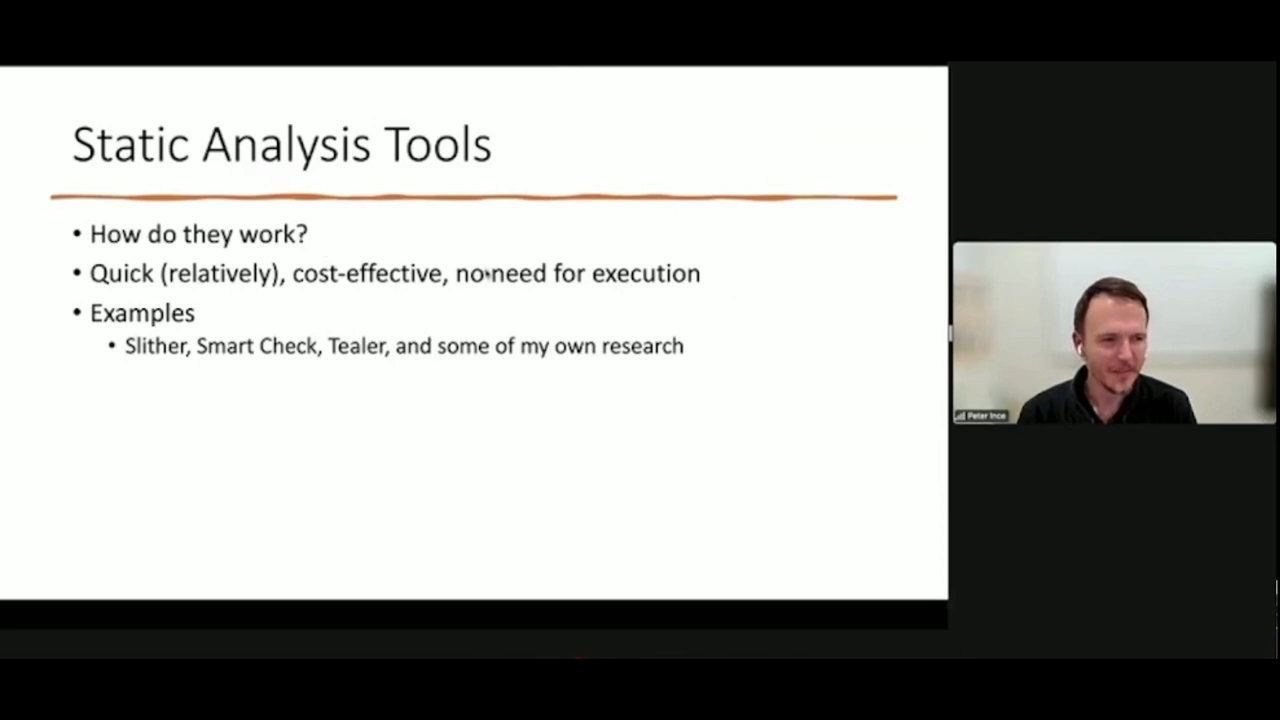 Static Analysis Tools
• How do they work?
• Quick (relatively), cost-effective, no need for execution
• Examples
• Slither, Smart Check, Tealer, and some of my own research
Peter Ince